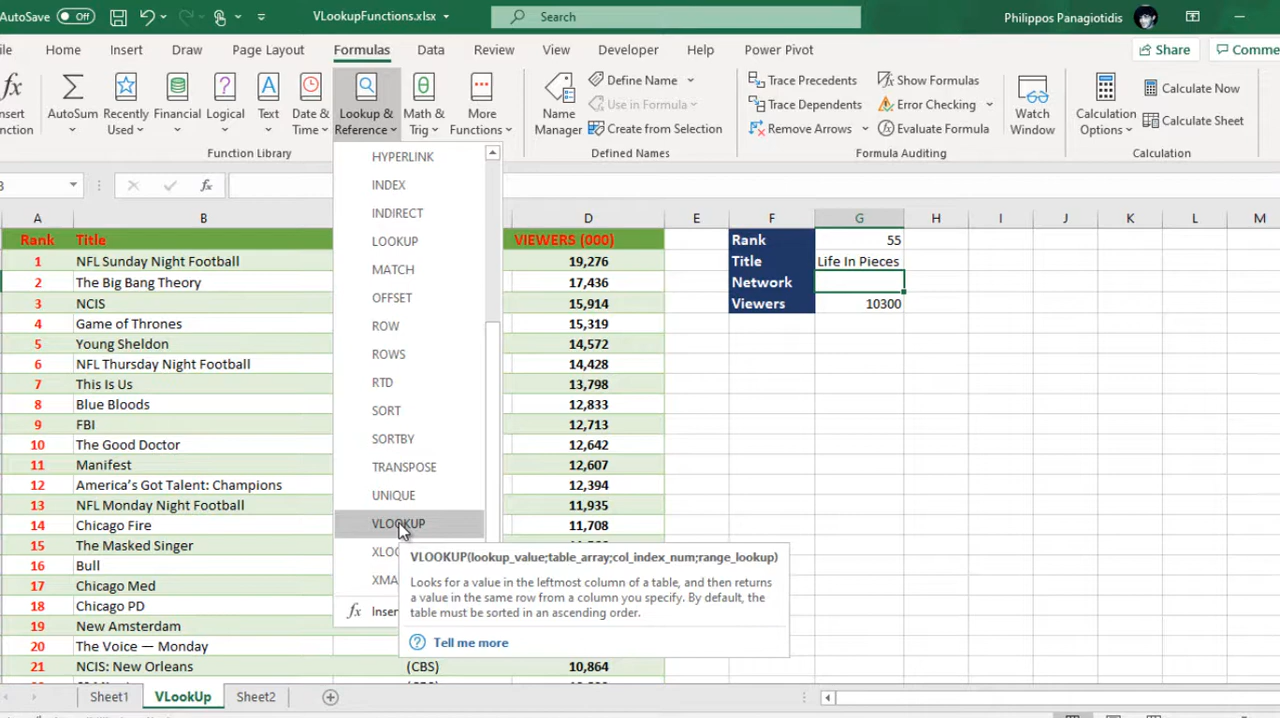 AutoSave Off VLookupFunctions.xlsx Search Philippos Panagiotidis
Home Insert Draw Page Layout Formulas Data Review View Developer Help Power Pivot Share
AutoSum Recently Used Financial Logical Text Date & Time Lookup & Reference Math & Trig More Functions
Function Library
Name Manager Define Name Use in Formula Create from Selection
Defined Names
Trace Precedents Trace Dependents Remove Arrows Show Formulas Error Checking Evaluate Formula Watch Window
Formula Auditing
Calculation Options Calculate Now Calculate Sheet
Calculation
fx
HYPERLINK
INDEX
INDIRECT
LOOKUP
MATCH
OFFSET
ROW
ROWS
RTD
SORT
SORTBY
TRANSPOSE
UNIQUE
VLOOKUP
VLOOKUP(lookup_value;table_array;col_index_num;range_lookup)
Looks for a value in the leftmost column of a table, and then returns
a value in the same row from a column you specify. By default, the
table must be sorted in an ascending order.
Tell me more
A B D E F G H I J K L M
Rank Title VIEWERS (000)
1 NFL Sunday Night Football 19,276
2 The Big Bang Theory 17,436
3 NCIS 15,914
4 Game of Thrones 15,319
5 Young Sheldon 14,572
6 NFL Thursday Night Football 14,428
7 This Is Us 13,798
8 Blue Bloods 12,833
9 FBI 12,713
10 The Good Doctor 12,642
11 Manifest 12,607
12 America’s Got Talent: Champions 12,394
13 NFL Monday Night Football 11,935
14 Chicago Fire 11,708
15 The Masked Singer
16 Bull
17 Chicago Med
18 Chicago PD
19 New Amsterdam
20 The Voice — Monday
21 NCIS: New Orleans (CBS) 10,864
Rank 55
Title Life In Pieces
Network
Viewers 10300
Sheet1 VLookUp Sheet2